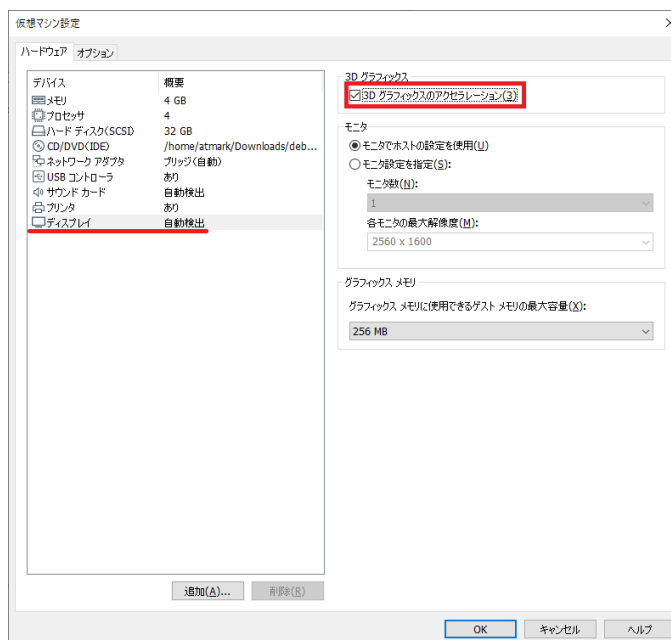 仮想マシン設定
ハードウェア オプション
デバイス 概要
メモリ 4 GB
プロセッサ 4
ハード ディスク(SCSI) 32 GB
CD/DVD(IDE) /home/atmark/Downloads/deb...
ネットワーク アダプタ ブリッジ(自動)
USB コントローラ あり
サウンド カード 自動検出
プリンタ あり
ディスプレイ 自動検出
追加(A)... 削除(R)
3D グラフィックス
3D グラフィックスのアクセラレーション(3)
モニタ
モニタでホストの設定を使用(U)
モニタ設定を指定(S):
モニタ数(N):
1
各モニタの最大解像度(M):
2560 x 1600
グラフィックス メモリ
グラフィックス メモリに使用できるゲスト メモリの最大容量(X):
256 MB
OK キャンセル ヘルプ